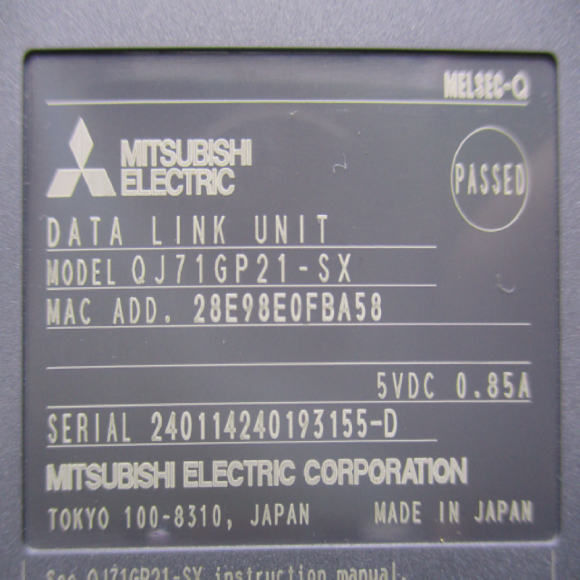 MELSEC-Q
MITSUBISHI
ELECTRIC
PASSED
DATA LINK UNIT
MODEL QJ71GP21-SX
MAC ADD. 28E98E0FBA58
5VDC 0.85A
SERIAL 240114240193155-D
MITSUBISHI ELECTRIC CORPORATION
TOKYO 100-8310, JAPAN MADE IN JAPAN
See QJ71GP21-SX instruction manual.